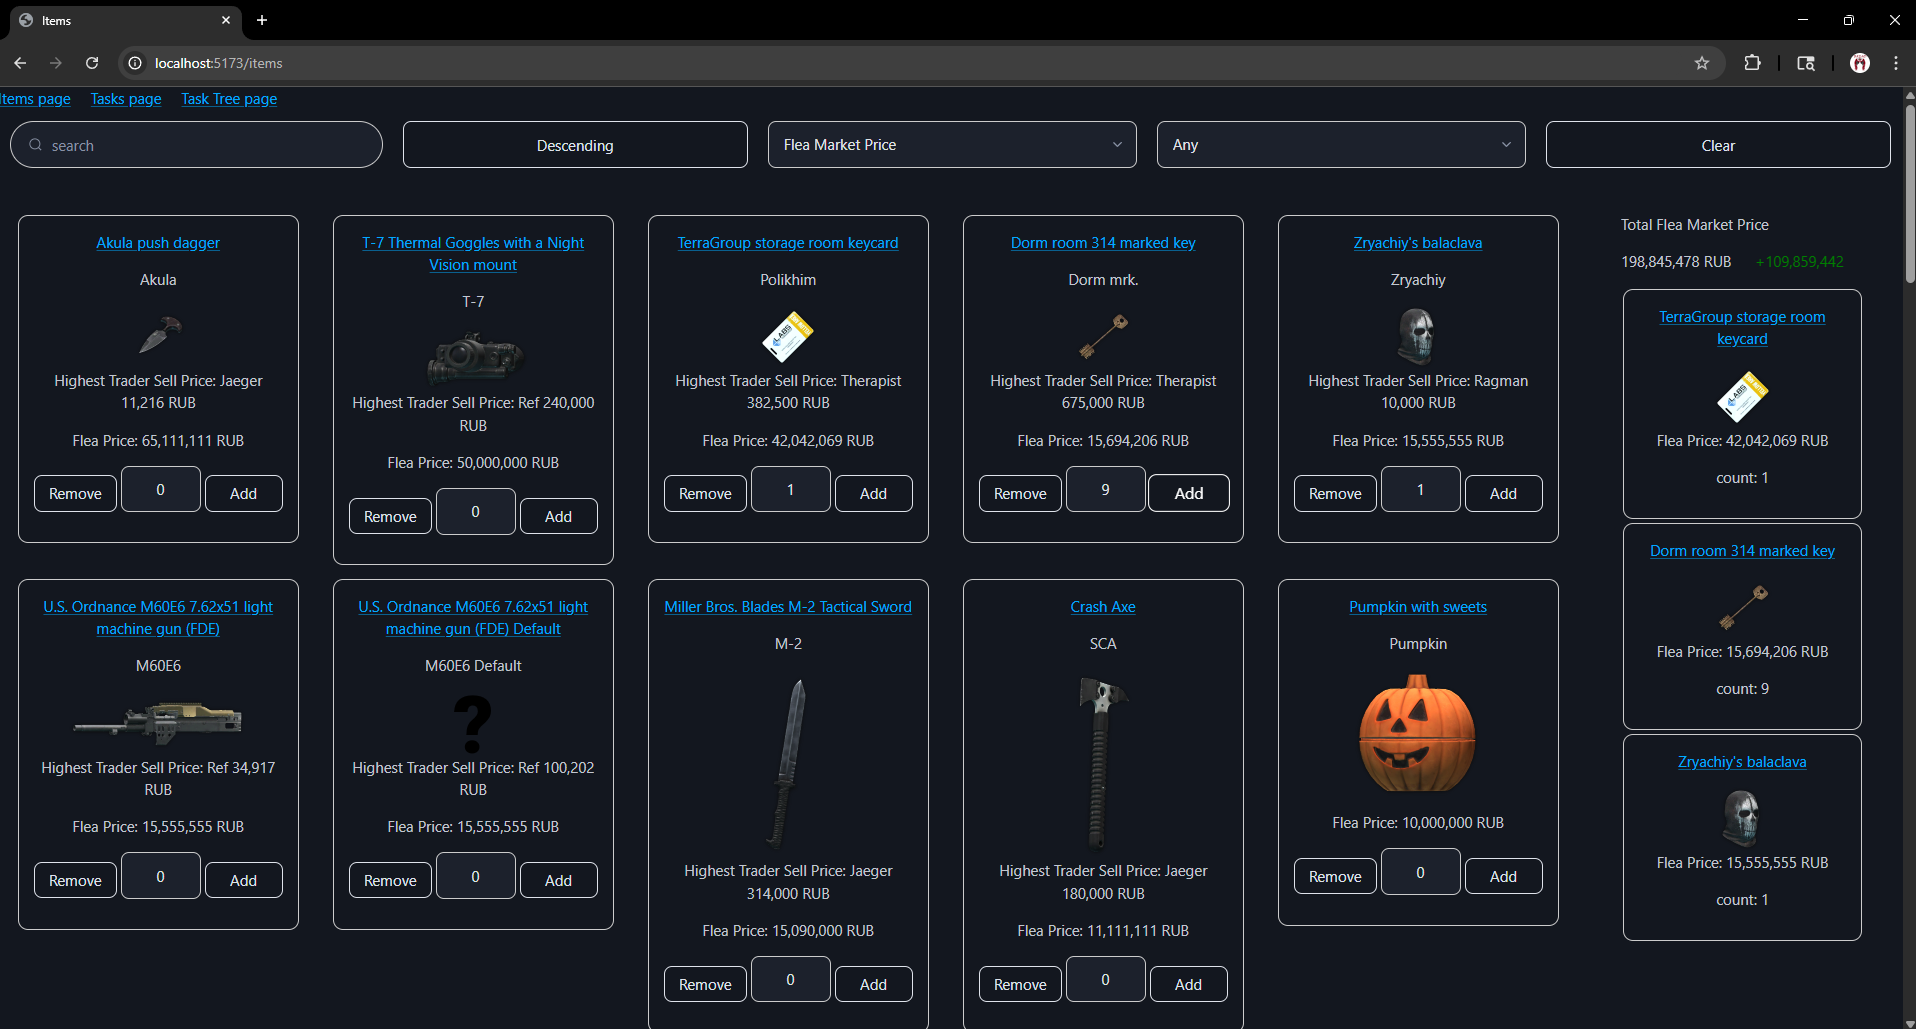 Items
localhost:5173/items
Items page Tasks page Task Tree page
search
Descending
Flea Market Price
Any
Clear
Akula push dagger
Akula
Highest Trader Sell Price: Jaeger
11,216 RUB
Flea Price: 65,111,111 RUB
Remove 0 Add
T-7 Thermal Goggles with a Night
Vision mount
T-7
Highest Trader Sell Price: Ref 240,000
RUB
Flea Price: 50,000,000 RUB
Remove 0 Add
TerraGroup storage room keycard
Polikhim
LABS
Highest Trader Sell Price: Therapist
382,500 RUB
Flea Price: 42,042,069 RUB
Remove 1 Add
Dorm room 314 marked key
Dorm mrk.
Highest Trader Sell Price: Therapist
675,000 RUB
Flea Price: 15,694,206 RUB
Remove 9 Add
Zryachiy's balaclava
Zryachiy
Highest Trader Sell Price: Ragman
10,000 RUB
Flea Price: 15,555,555 RUB
Remove 1 Add
U.S. Ordnance M60E6 7.62x51 light
machine gun (FDE)
M60E6
Highest Trader Sell Price: Ref 34,917
RUB
Flea Price: 15,555,555 RUB
Remove 0 Add
U.S. Ordnance M60E6 7.62x51 light
machine gun (FDE) Default
M60E6 Default
?
Highest Trader Sell Price: Ref 100,202
RUB
Flea Price: 15,555,555 RUB
Remove 0 Add
Miller Bros. Blades M-2 Tactical Sword
M-2
Highest Trader Sell Price: Jaeger
314,000 RUB
Flea Price: 15,090,000 RUB
Remove 0 Add
Crash Axe
SCA
Highest Trader Sell Price: Jaeger
180,000 RUB
Flea Price: 11,111,111 RUB
Remove 0 Add
Pumpkin with sweets
Pumpkin
Flea Price: 10,000,000 RUB
Remove 0 Add
Total Flea Market Price
198,845,478 RUB +109,859,442
TerraGroup storage room
keycard
LABS
Flea Price: 42,042,069 RUB
count: 1
Dorm room 314 marked key
Flea Price: 15,694,206 RUB
count: 9
Zryachiy's balaclava
Flea Price: 15,555,555 RUB
count: 1